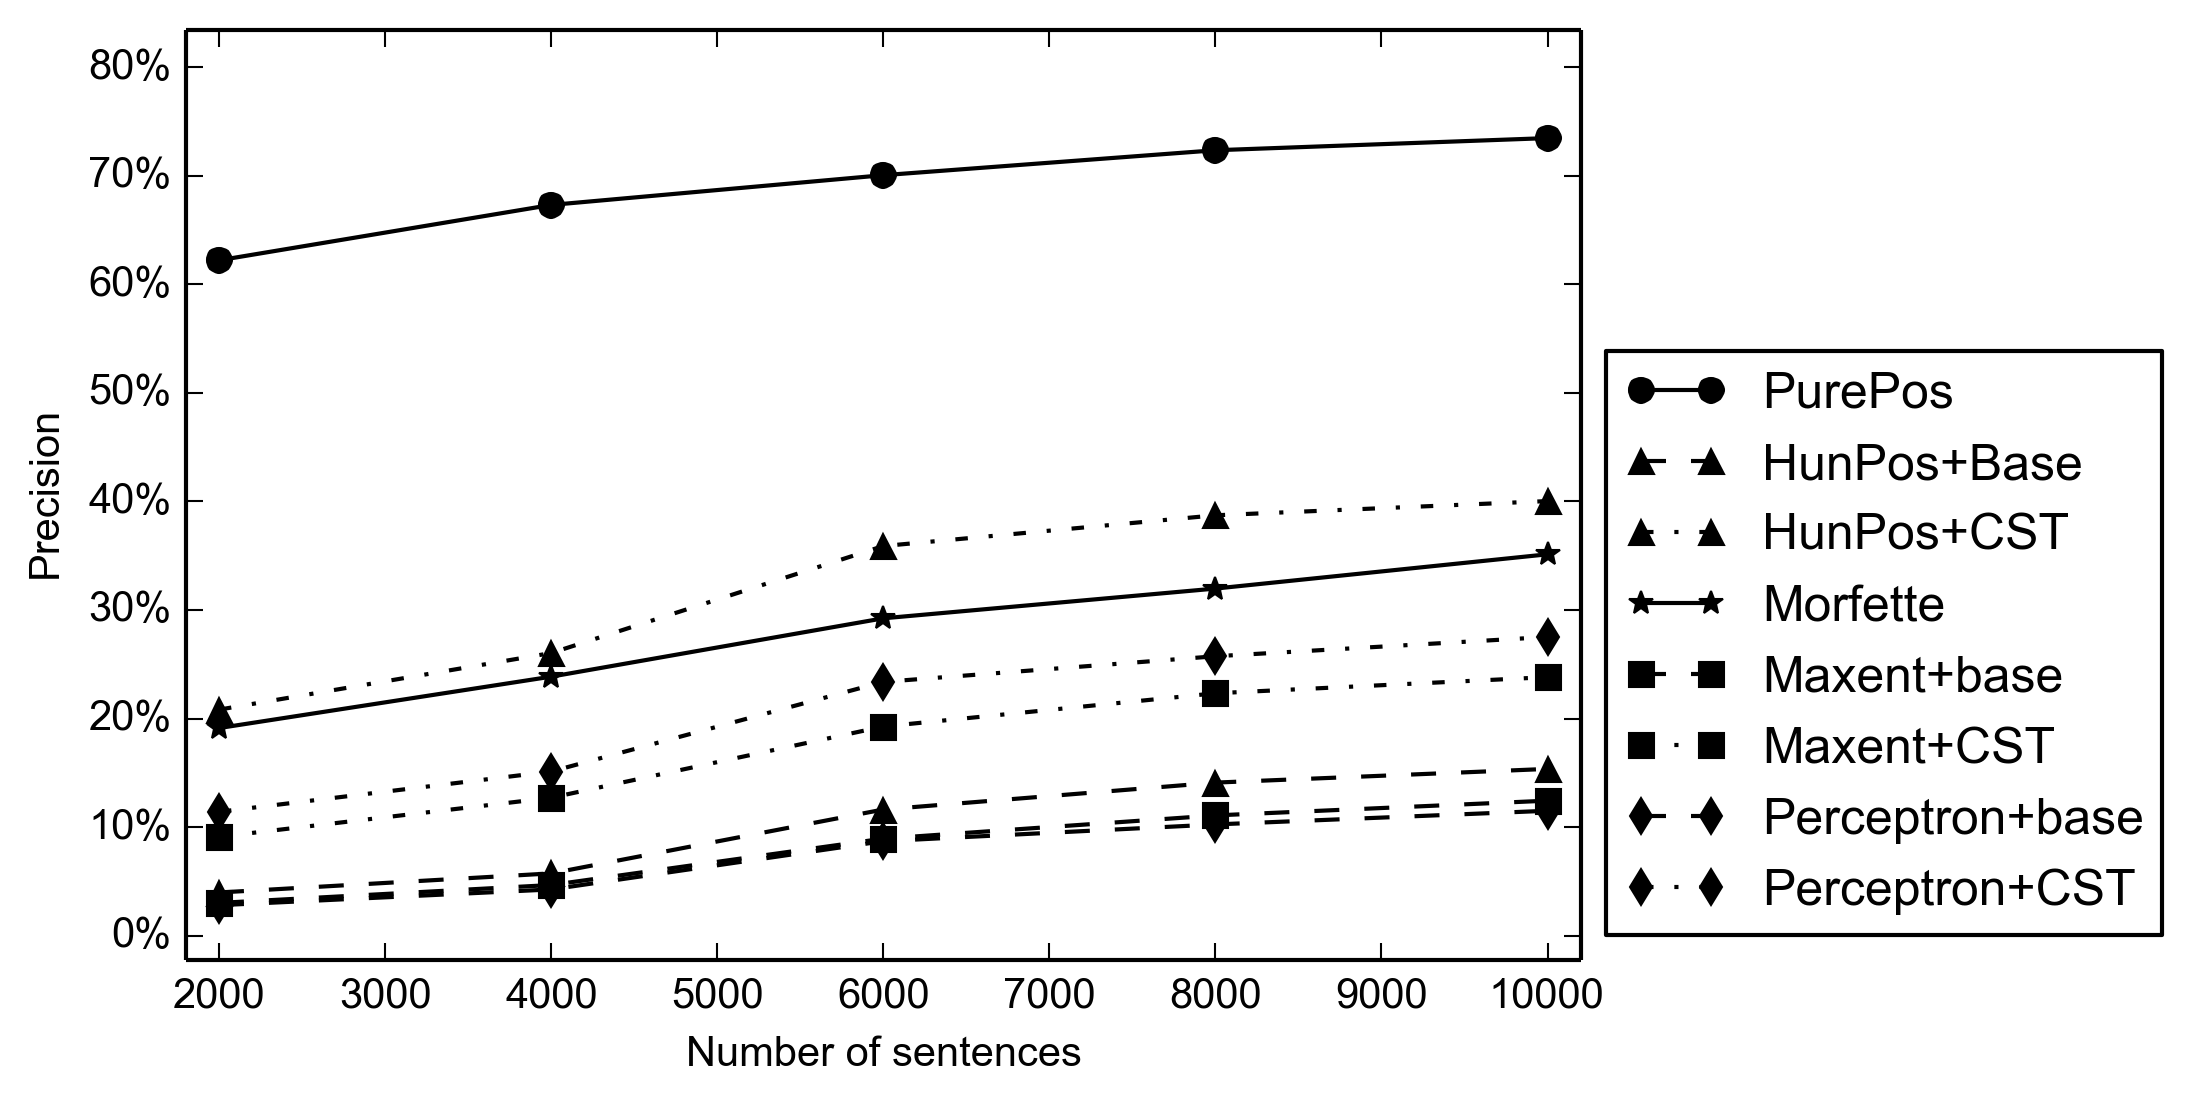 80%
70%
60%
50%
40%
30%
20%
10%
0%
Precision
2000 3000 4000 5000 6000 7000 8000 9000 10000
Number of sentences
PurePos
HunPos+Base
HunPos+CST
Morfette
Maxent+base
Maxent+CST
Perceptron+base
Perceptron+CST